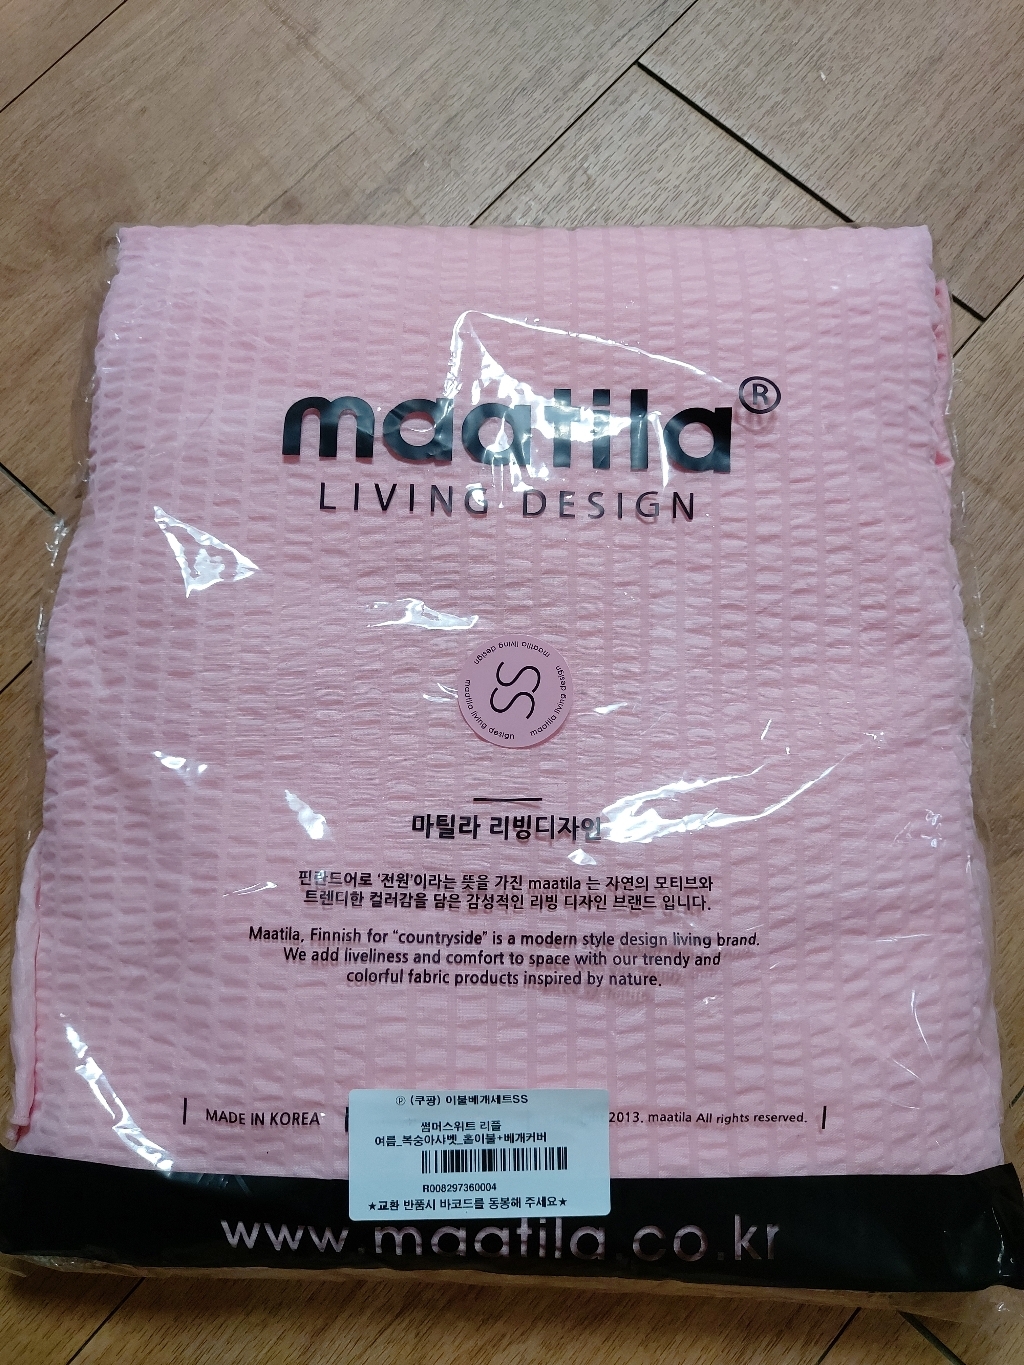 maatila®
LIVING DESIGN
maatila living design
maatila living design
maatila living design
SS
마틸라 리빙디자인
핀란드어로 '전원'이라는 뜻을 가진 maatila 는 자연의 모티브와
트렌디한 컬러감을 담은 감성적인 리빙 디자인 브랜드 입니다.
Maatila, Finnish for "countryside" is a modern style design living brand.
We add liveliness and comfort to space with our trendy and
colorful fabric products inspired by nature.
MADE IN KOREA
2013. maatila All rights reserved.
ⓟ (쿠팡) 이불베개세트SS
썸머스위트 리플
여름_복숭아샤벳_홑이불+베개커버
R008297360004
★교환 반품시 바코드를 동봉해 주세요★
www.maatila.co.kr